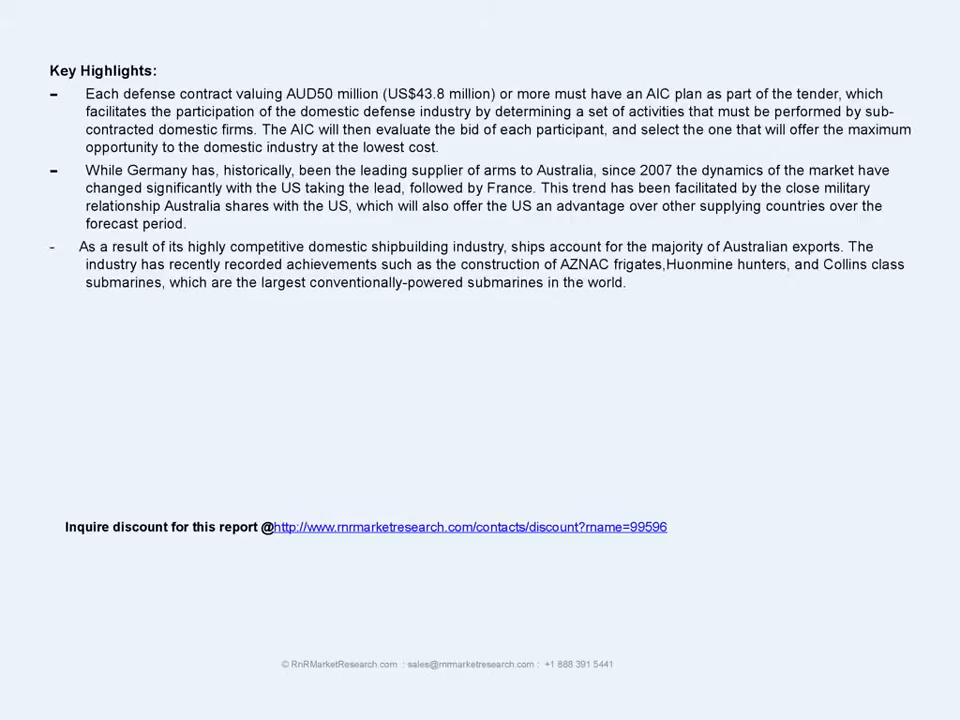 Key Highlights:
- Each defense contract valuing AUD50 million (US$43.8 million) or more must have an AIC plan as part of the tender, which
facilitates the participation of the domestic defense industry by determining a set of activities that must be performed by sub-
contracted domestic firms. The AIC will then evaluate the bid of each participant, and select the one that will offer the maximum
opportunity to the domestic industry at the lowest cost.
- While Germany has, historically, been the leading supplier of arms to Australia, since 2007 the dynamics of the market have
changed significantly with the US taking the lead, followed by France. This trend has been facilitated by the close military
relationship Australia shares with the US, which will also offer the US an advantage over other supplying countries over the
forecast period.
- As a result of its highly competitive domestic shipbuilding industry, ships account for the majority of Australian exports. The
industry has recently recorded achievements such as the construction of AZNAC frigates,Huonmine hunters, and Collins class
submarines, which are the largest conventionally-powered submarines in the world.
Inquire discount for this report @http://www.rnrmarketresearch.com/contacts/discount?rname=99596
© RnRMarketResearch.com : sales@rnrmarketresearch.com : +1 888 391 5441